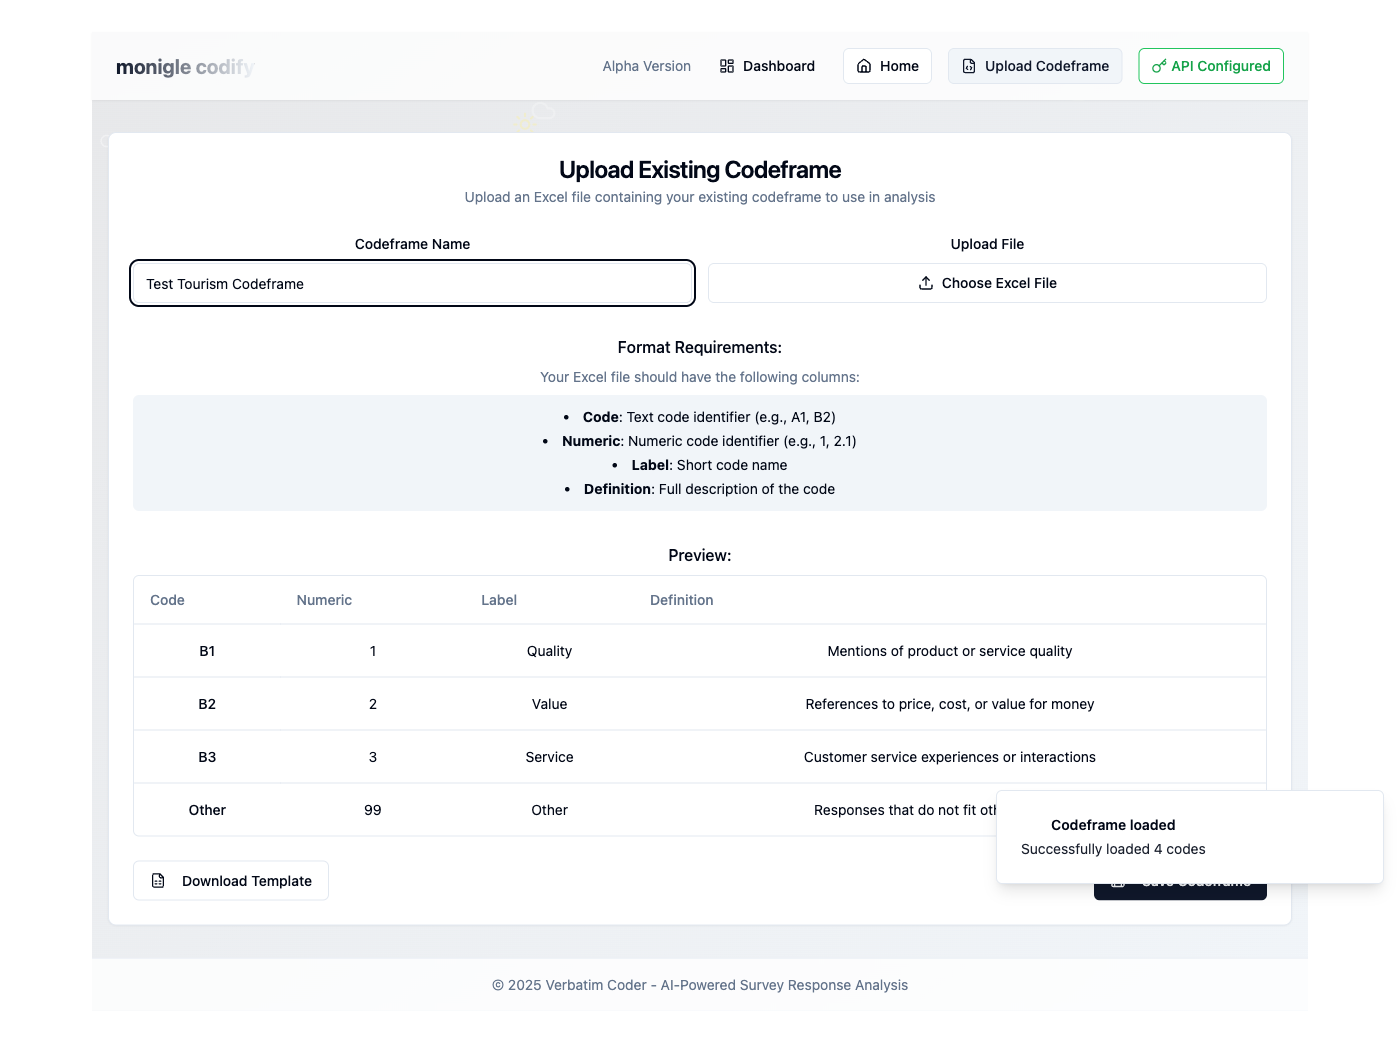 monigle codify
Alpha Version
Dashboard
Home
Upload Codeframe
API Configured
Upload Existing Codeframe
Upload an Excel file containing your existing codeframe to use in analysis
Codeframe Name
Upload File
Test Tourism Codeframe
Choose Excel File
Format Requirements:
Your Excel file should have the following columns:
• Code: Text code identifier (e.g., A1, B2)
• Numeric: Numeric code identifier (e.g., 1, 2.1)
• Label: Short code name
• Definition: Full description of the code
Preview:
Code Numeric Label Definition
B1 1 Quality Mentions of product or service quality
B2 2 Value References to price, cost, or value for money
B3 3 Service Customer service experiences or interactions
Other 99 Other Responses that do not fit
Codeframe loaded
Successfully loaded 4 codes
Download Template
Save Codeframe
© 2025 Verbatim Coder - AI-Powered Survey Response Analysis